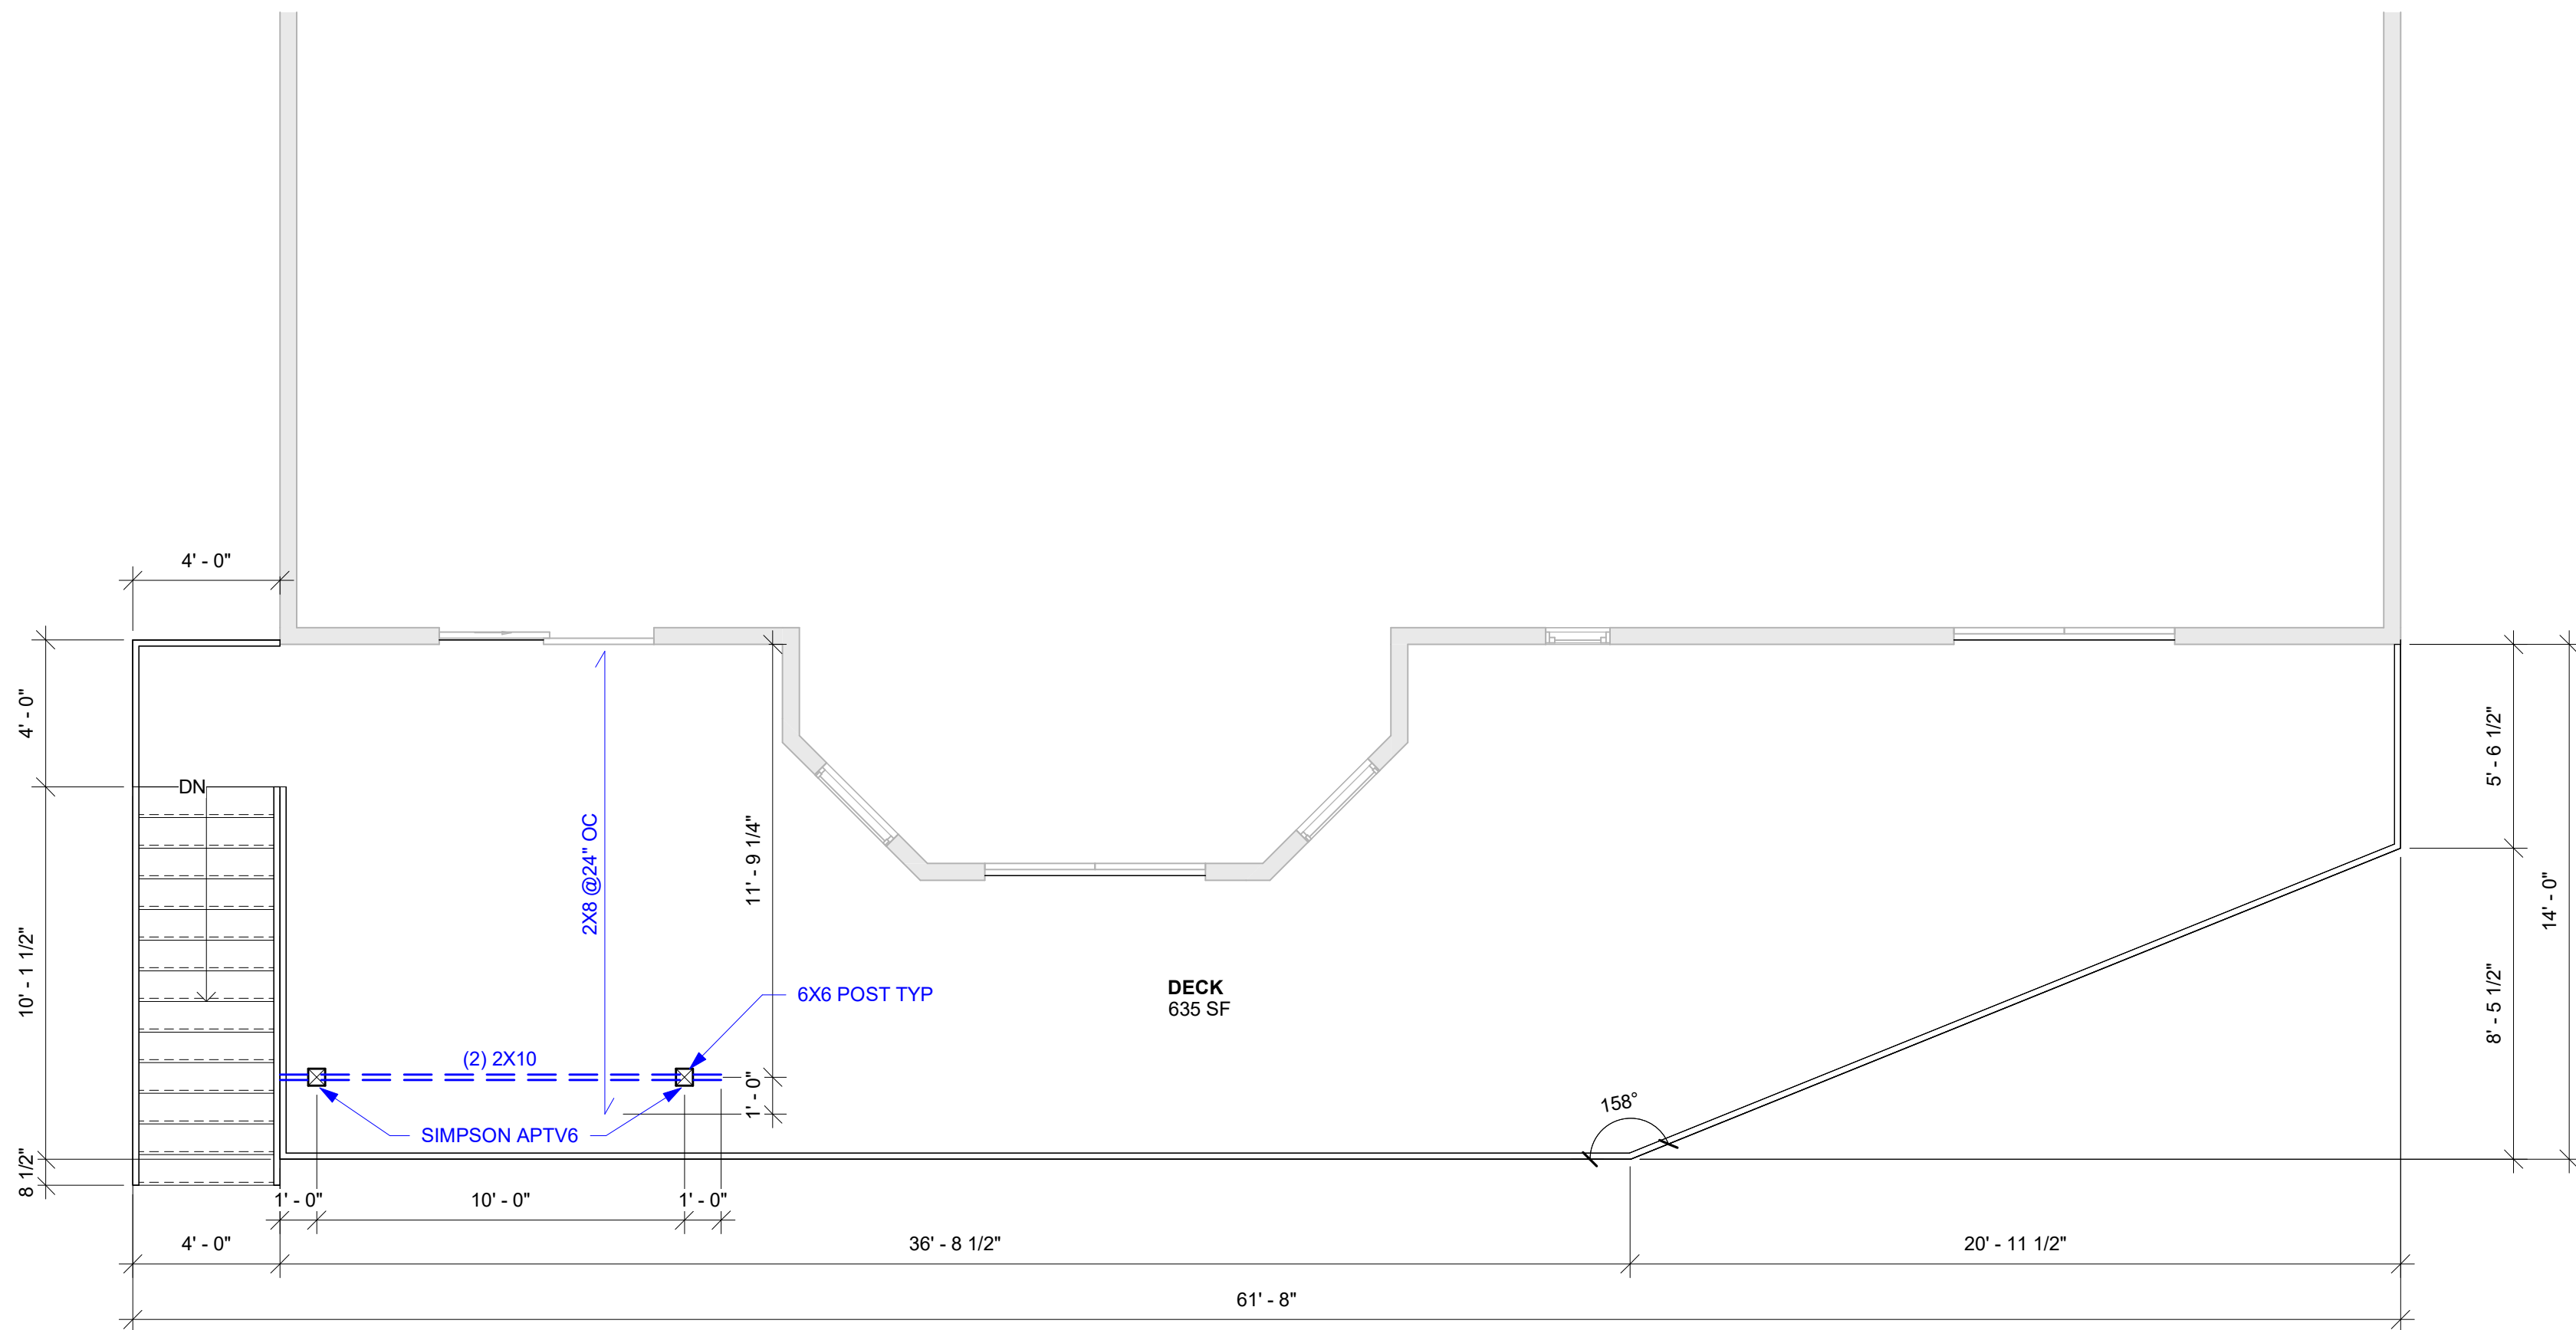 4' - 0"
4' - 0"
10' - 1 1/2"
8 1/2"
DN
2X8 @24" OC
11' - 9 1/4"
1' - 0"
6X6 POST TYP
(2) 2X10
SIMPSON APTV6
DECK
635 SF
158°
5' - 6 1/2"
8' - 5 1/2"
14' - 0"
1' - 0"
10' - 0"
1' - 0"
4' - 0"
36' - 8 1/2"
20' - 11 1/2"
61' - 8"